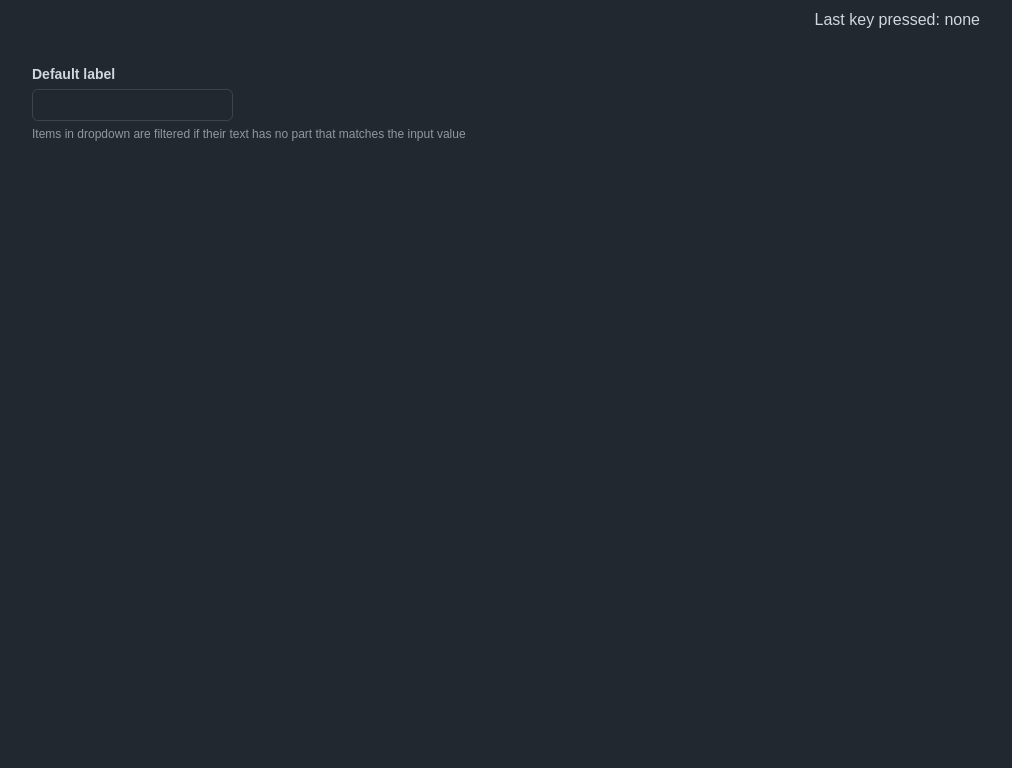 Last key pressed: none
Default label
Items in dropdown are filtered if their text has no part that matches the input value